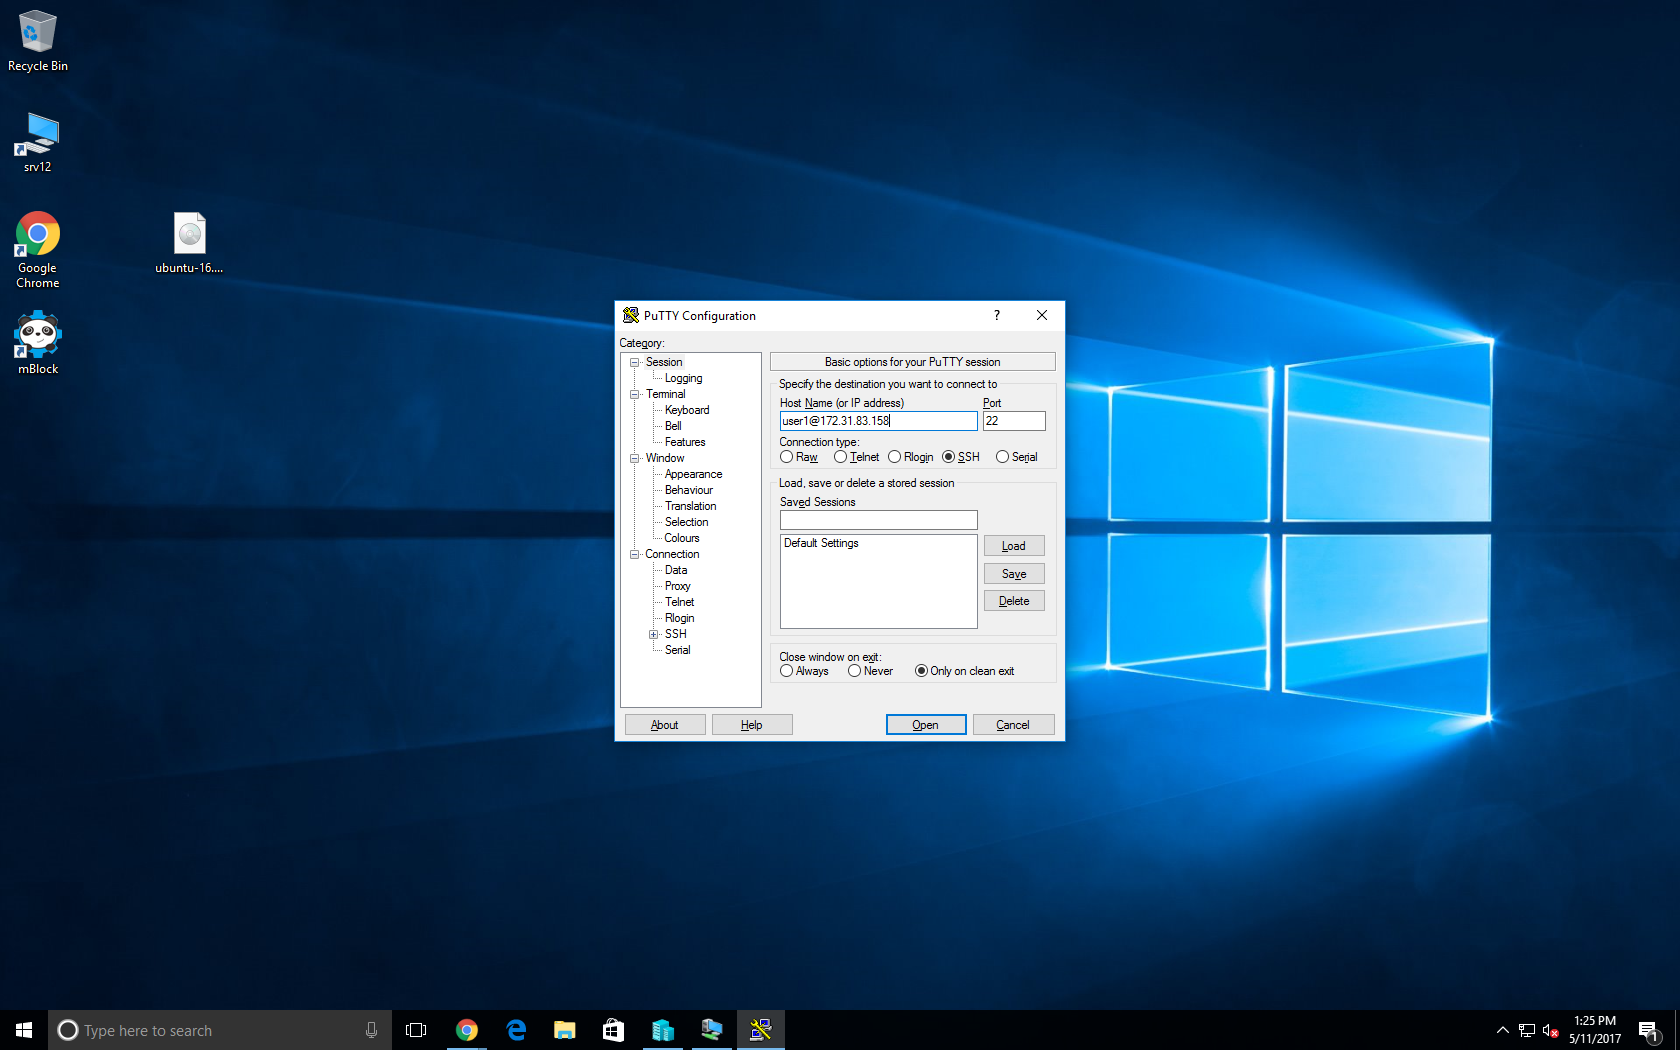 Recycle Bin
srv12
Google
Chrome
ubuntu-16....
mBlock
PuTTY Configuration
?
Category:
Session
Logging
Terminal
Keyboard
Bell
Features
Window
Appearance
Behaviour
Translation
Selection
Colours
Connection
Data
Proxy
Telnet
Rlogin
SSH
Serial
Basic options for your PuTTY session
Specify the destination you want to connect to
Host Name (or IP address) Port
user1@172.31.83.158 22
Connection type:
Raw Telnet Rlogin SSH Serial
Load, save or delete a stored session
Saved Sessions
Default Settings
Load
Save
Delete
Close window on exit:
Always Never Only on clean exit
About Help Open Cancel
Type here to search
1:25 PM
5/11/2017
1